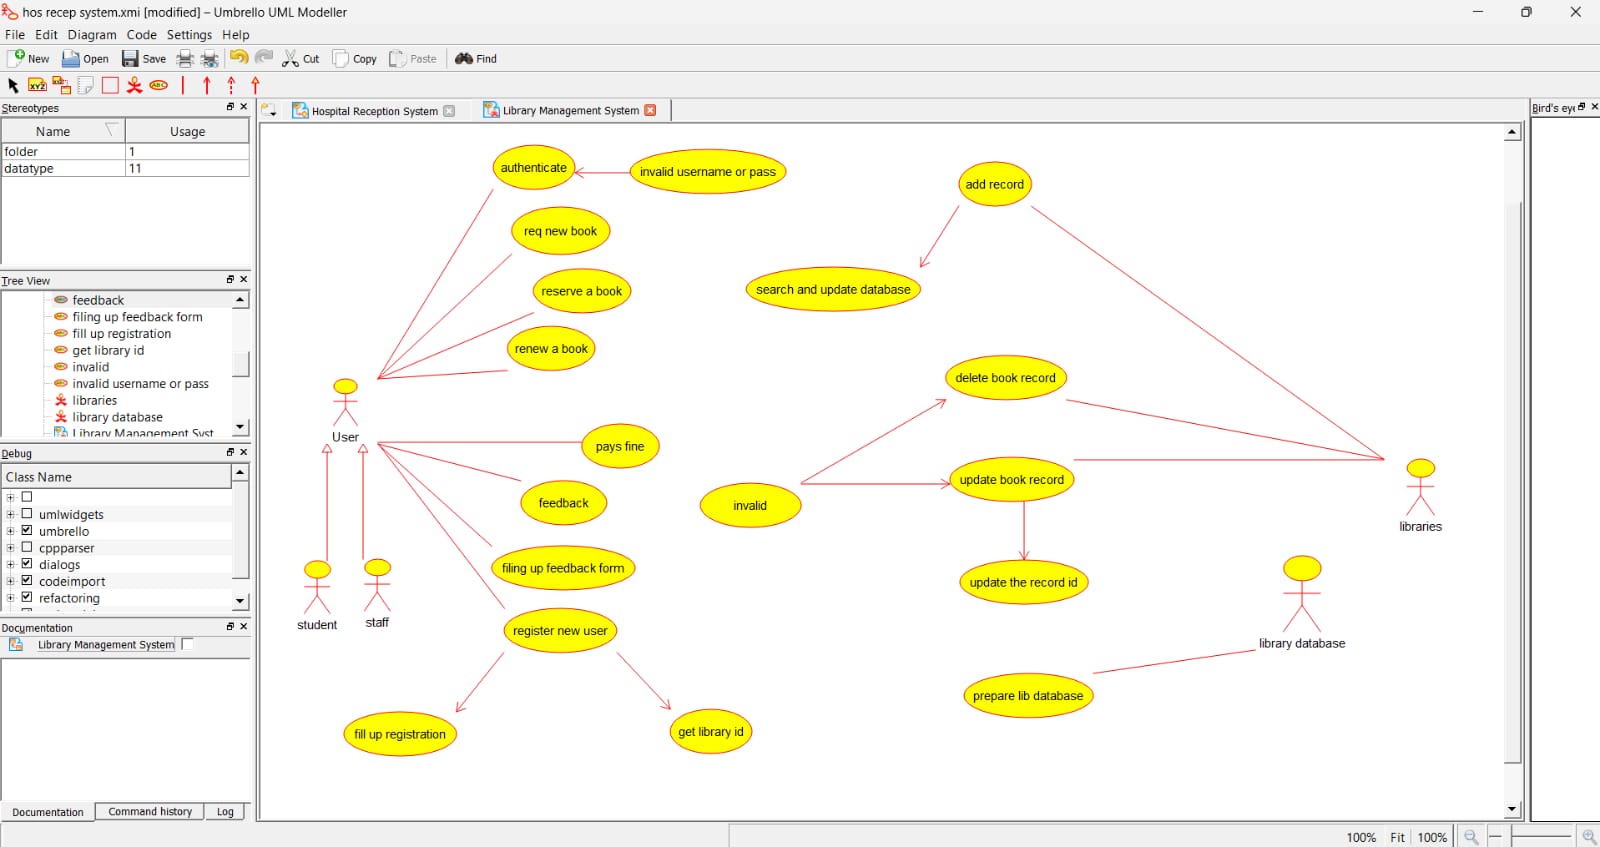 hos recep system.xmi [modified] – Umbrello UML Modeller
File Edit Diagram Code Settings Help
New Open Save Cut Copy Paste Find
Stereotypes
Name Usage
folder 1
datatype 11
Tree View
feedback
filing up feedback form
fill up registration
get library id
invalid
invalid username or pass
libraries
library database
Library Management Syst
Debug
Class Name
umlwidgets
umbrello
cppparser
dialogs
codeimport
refactoring
Documentation
Library Management System
Documentation Command history Log
Hospital Reception System Library Management System
Bird's eye
authenticate
invalid username or pass
add record
req new book
reserve a book
search and update database
renew a book
delete book record
User
pays fine
update book record
feedback
invalid
libraries
filing up feedback form
update the record id
student
staff
register new user
library database
prepare lib database
fill up registration
get library id
100% Fit 100%